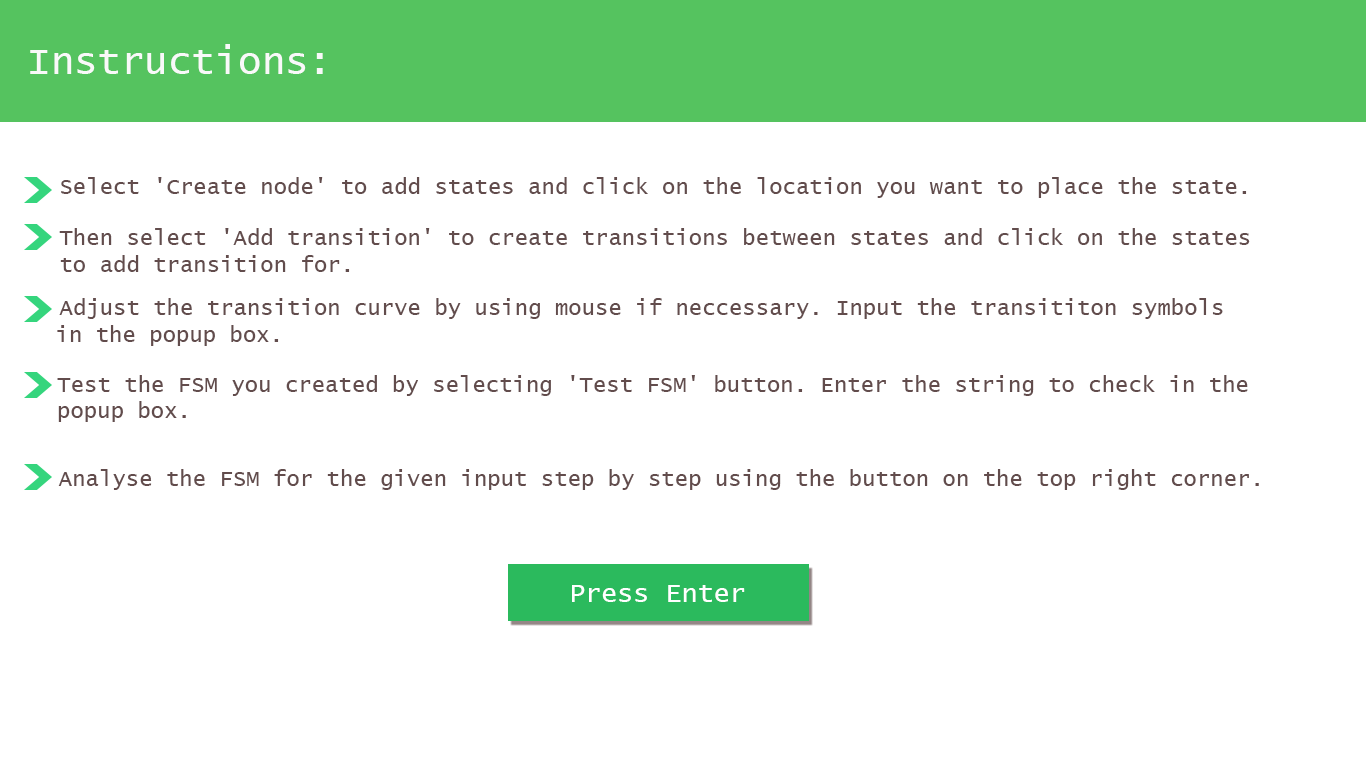 Instructions:
Select 'Create node' to add states and click on the location you want to place the state.
Then select 'Add transition' to create transitions between states and click on the states
to add transition for.
Adjust the transition curve by using mouse if neccessary. Input the transititon symbols
in the popup box.
Test the FSM you created by selecting 'Test FSM' button. Enter the string to check in the
popup box.
Analyse the FSM for the given input step by step using the button on the top right corner.
Press Enter